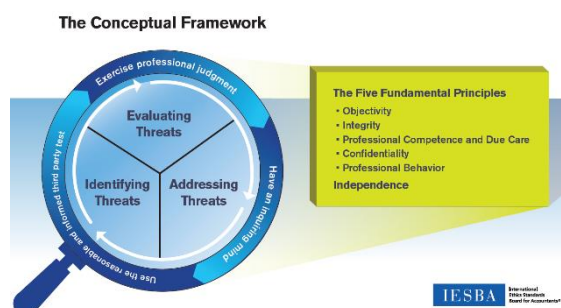 The Conceptual Framework
Exercise professional judgment
Evaluating
Threats
Identifying
Threats
Addressing
Threats
Have an inquiring mind
Use the reasonable and informed third party test
The Five Fundamental Principles
• Objectivity
• Integrity
• Professional Competence and Due Care
• Confidentiality
• Professional Behavior
Independence
IESBA
International
Ethics Standards
Board for Accountants®